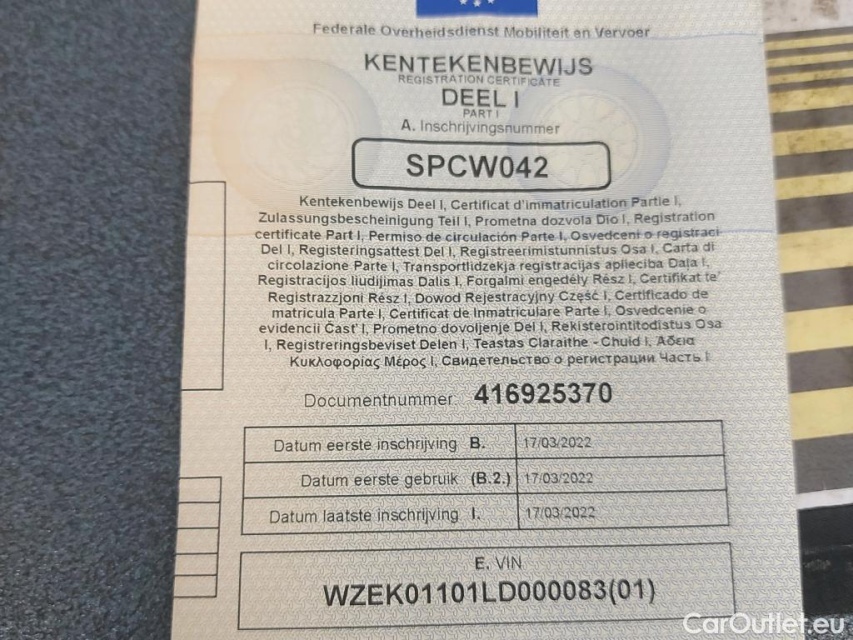 Federale Overheidsdienst Mobiliteit en Vervoer
KENTEKENBEWIJS
REGISTRATION CERTIFICATE
DEEL I
PART I
A. Inschrijvingsnummer
SPCW042
Kentekenbewijs Deel I, Certificat d'immatriculation Partie I,
Zulassungsbescheinigung Teil I, Prometna dozvola Dio I, Registration
certificate Part I, Permiso de circulación Parte I, Osvedceni o registraci
Del I, Registeringsattest Del I, Registreerimistunnistus Osa I, Carta di
circolazione Parte I, Transportlidzekja registracijas aplieciba Daļa I,
Registracijos liudijimas Dalis I, Forgalmi engedély Rész I, Certifikat te'
Registrazzjoni Rész I, Dowod Rejestracyjny Część I, Certificado de
matricula Parte I, Certificat de Inmatriculare Parte I, Osvedcenie o
evidencii Časť I, Prometno dovoljenje Del I, Rekisterointitodistus Osa
I, Registreringsbeviset Delen I, Teastas Claraithe - Chuid I, Άδεια
Κυκλοφορίας Μέρος I, Свидетельство о регистрации Часть I
Documentnummer 416925370
Datum eerste inschrijving B. 17/03/2022
Datum eerste gebruik (B.2.) 17/03/2022
Datum laatste inschrijving I. 17/03/2022
E. VIN
WZEK01101LD000083(01)
CarOutlet.eu